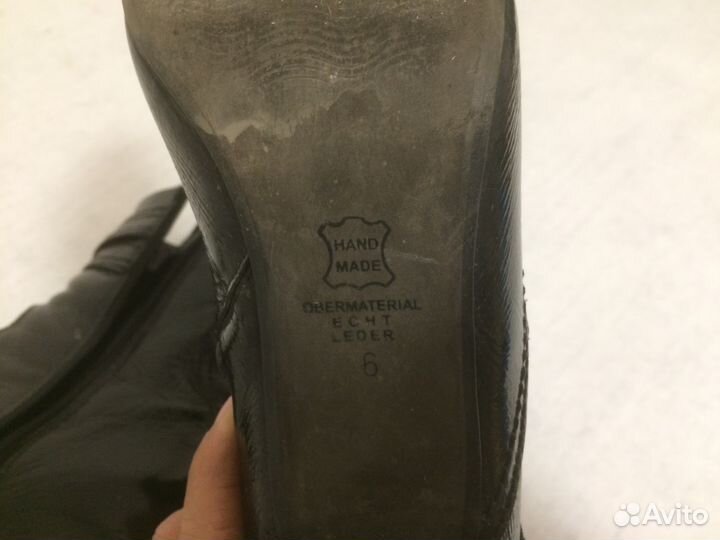 HAND
MADE
OBERMATERIAL
ECHT
LEDER
6
Avito